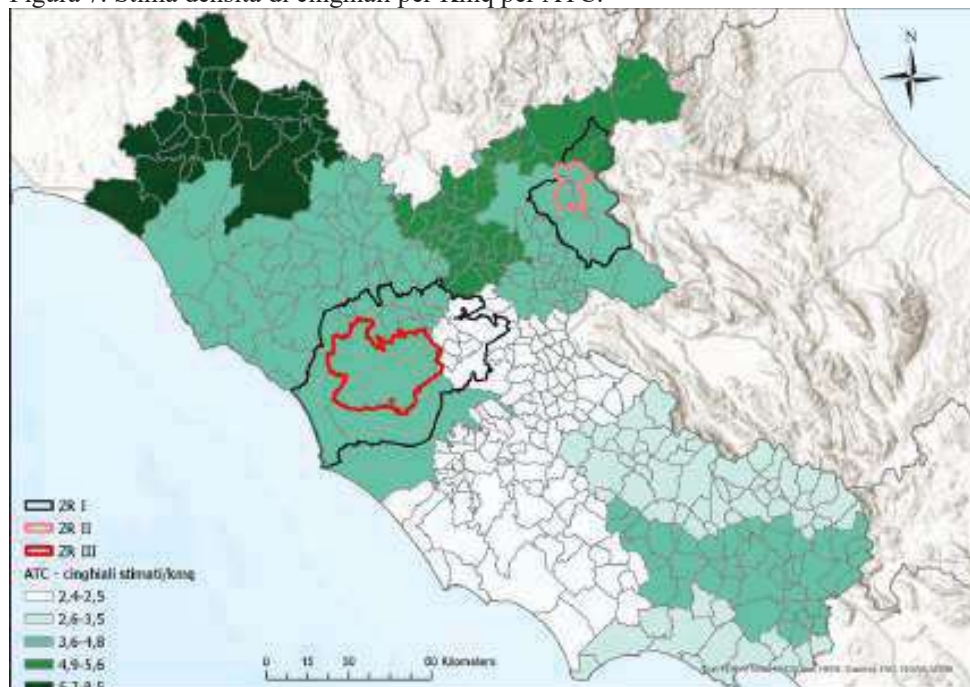 Figura 7. Stima densità di cinghiali per Kmq per ATC.
N
ZR I
ZR II
ZR III
ATC - cinghiali stimati/kmq
2,4-2,5
2,6-3,5
3,6-4,8
4,9-5,6
0 15 30 60 Kilometers